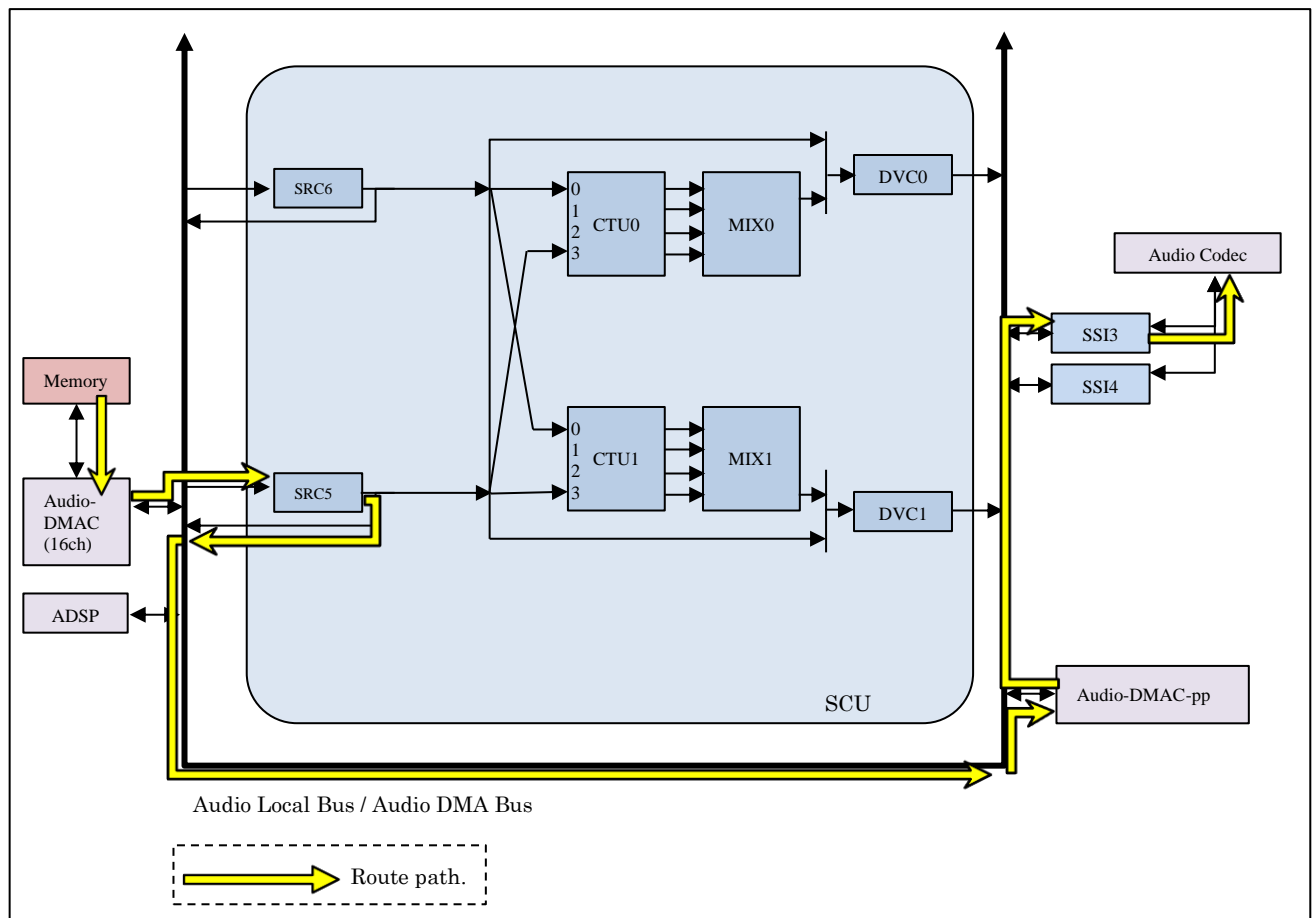 SRC6
0
1
2
3
CTU0
MIX0
DVC0
Audio Codec
SSI3
SSI4
Memory
Audio-
DMAC
(16ch)
SRC5
0
1
2
3
CTU1
MIX1
DVC1
ADSP
SCU
Audio-DMAC-pp
Audio Local Bus / Audio DMA Bus
Route path.